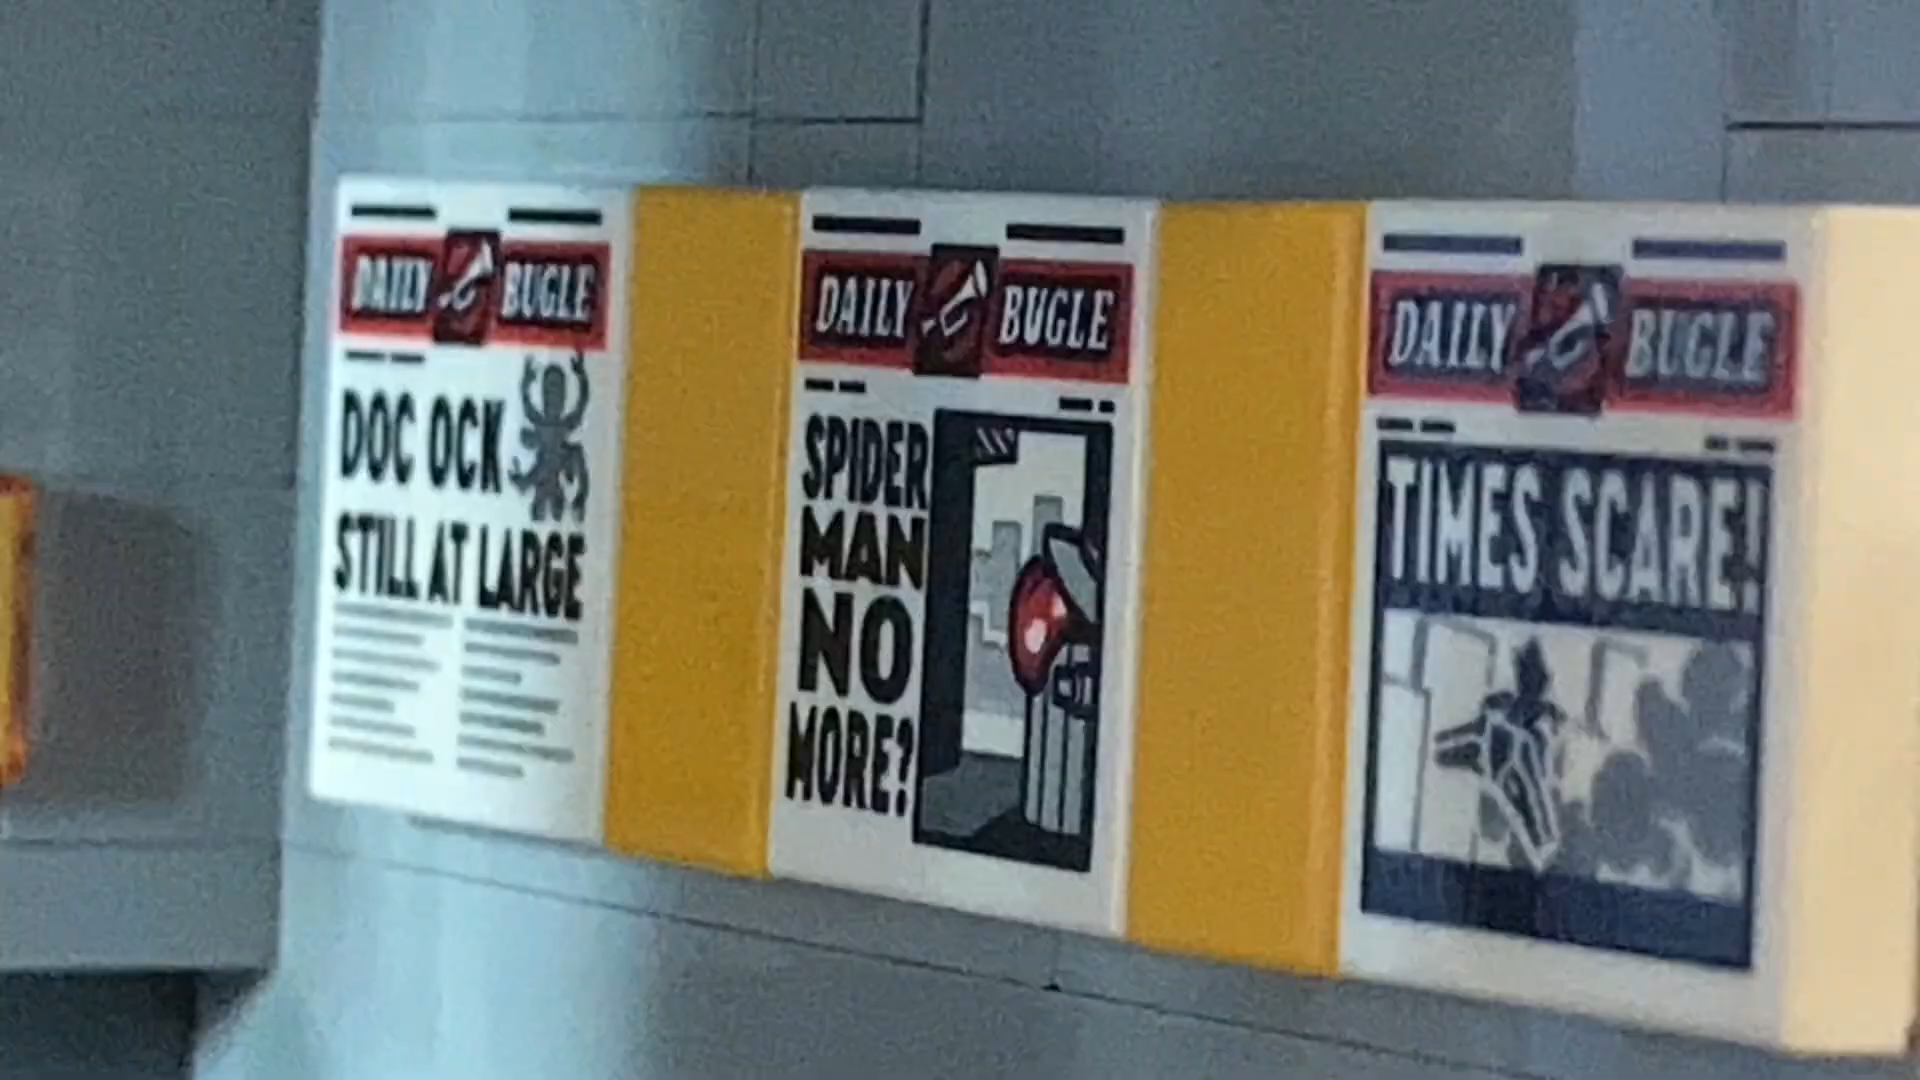 DAILY BUGLE
DOC OCK
STILL AT LARGE
DAILY BUGLE
SPIDER
MAN
NO
MORE?
DAILY BUGLE
TIMES SCARE!